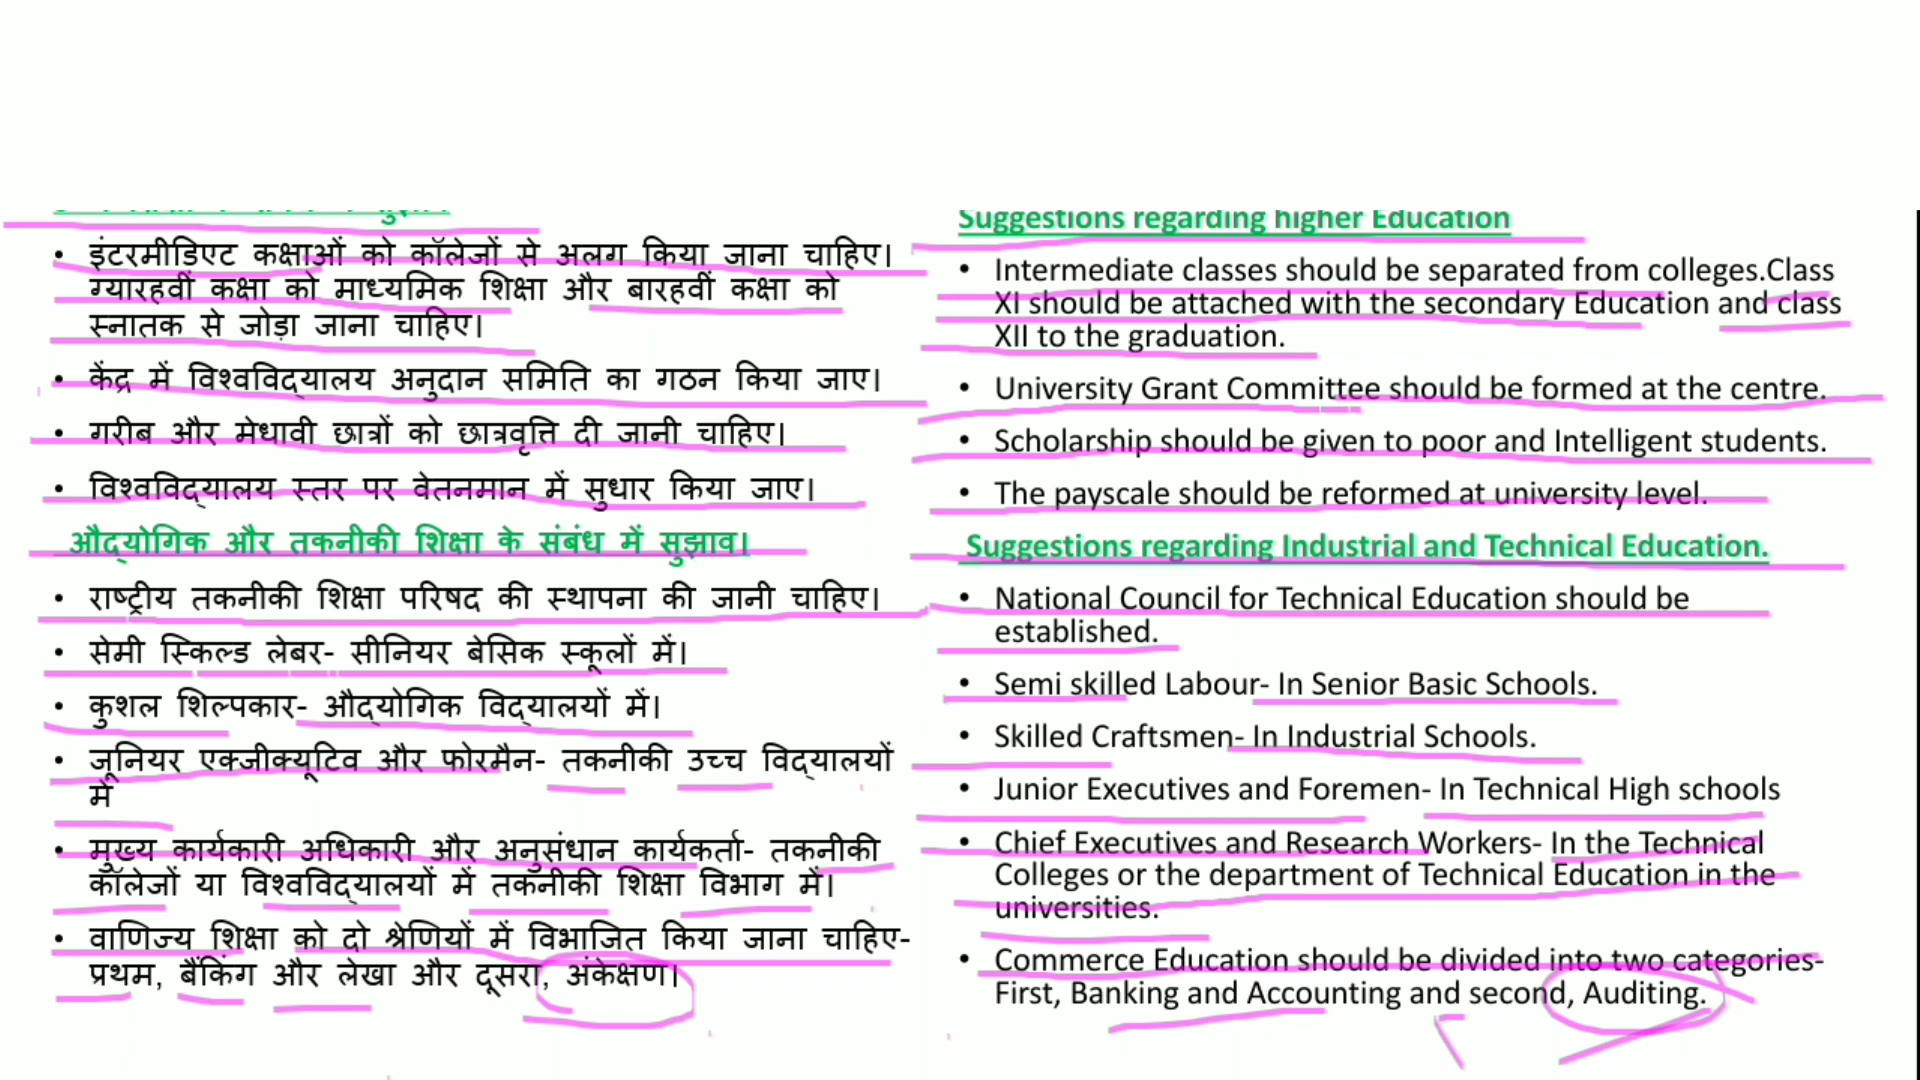 इंटरमीडिएट कक्षाओं को कॉलेजों से अलग किया जाना चाहिए।
ग्यारहवीं कक्षा को माध्यमिक शिक्षा और बारहवीं कक्षा को
स्नातक से जोड़ा जाना चाहिए।
केंद्र में विश्वविद्यालय अनुदान समिति का गठन किया जाए।
गरीब और मेधावी छात्रों को छात्रवृत्ति दी जानी चाहिए।
विश्वविद्यालय स्तर पर वेतनमान में सुधार किया जाए।
औद्योगिक और तकनीकी शिक्षा के संबंध में सुझाव।
राष्ट्रीय तकनीकी शिक्षा परिषद की स्थापना की जानी चाहिए।
सेमी स्किल्ड लेबर- सीनियर बेसिक स्कूलों में।
कुशल शिल्पकार- औद्योगिक विद्यालयों में।
जूनियर एक्जीक्यूटिव और फोरमैन- तकनीकी उच्च विद्यालयों
में
मुख्य कार्यकारी अधिकारी और अनुसंधान कार्यकर्ता- तकनीकी
कॉलेजों या विश्वविद्यालयों में तकनीकी शिक्षा विभाग में।
वाणिज्य शिक्षा को दो श्रेणियों में विभाजित किया जाना चाहिए-
प्रथम, बैंकिंग और लेखा और दूसरा, अंकेक्षण।
Suggestions regarding higher Education
Intermediate classes should be separated from colleges.Class
XI should be attached with the secondary Education and class
XII to the graduation.
University Grant Committee should be formed at the centre.
Scholarship should be given to poor and Intelligent students.
The payscale should be reformed at university level.
Suggestions regarding Industrial and Technical Education.
National Council for Technical Education should be
established.
Semi skilled Labour- In Senior Basic Schools.
Skilled Craftsmen- In Industrial Schools.
Junior Executives and Foremen- In Technical High schools
Chief Executives and Research Workers- In the Technical
Colleges or the department of Technical Education in the
universities.
Commerce Education should be divided into two categories-
First, Banking and Accounting and second, Auditing.